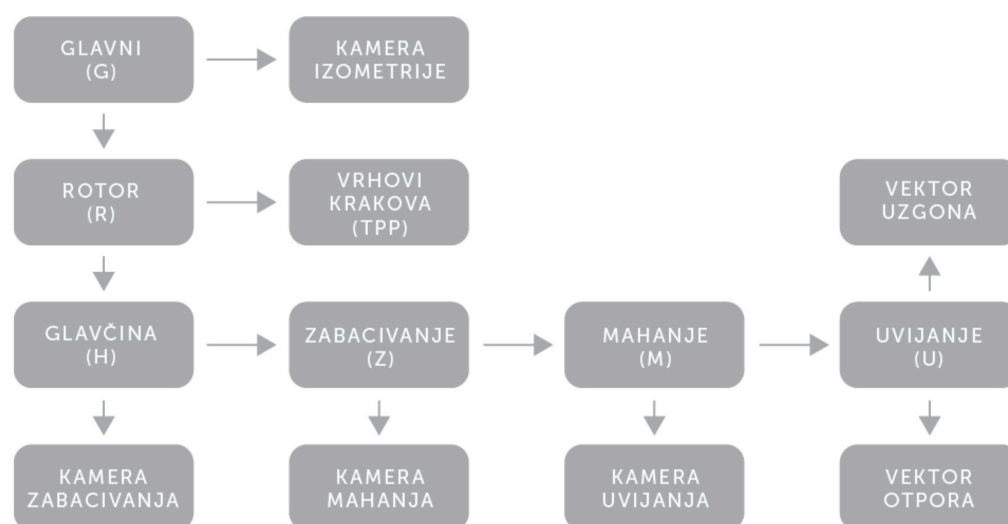 GLAVNI
(G)
KAMERA
IZOMETRIJE
ROTOR
(R)
VRHOVI
KRAKOVA
(TPP)
VEKTOR
UZGONA
GLAVČINA
(H)
ZABACIVANJE
(Z)
MAHANJE
(M)
UVIJANJE
(U)
KAMERA
ZABACIVANJA
KAMERA
MAHANJA
KAMERA
UVIJANJA
VEKTOR
OTPORA